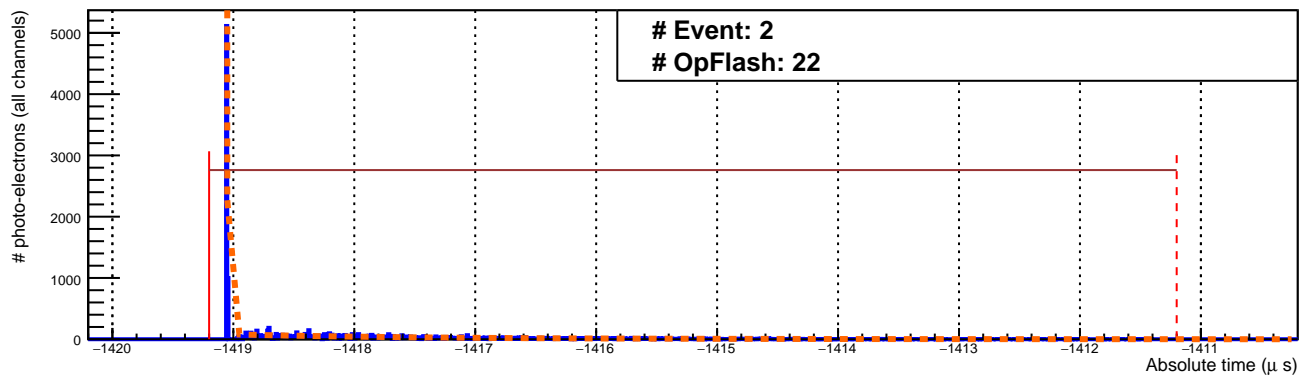 # Event: 2
# OpFlash: 22
# photo-electrons (all channels)
5000
4000
3000
2000
1000
0
−1420 −1419 −1418 −1417 −1416 −1415 −1414 −1413 −1412 −1411
Absolute time (μ s)